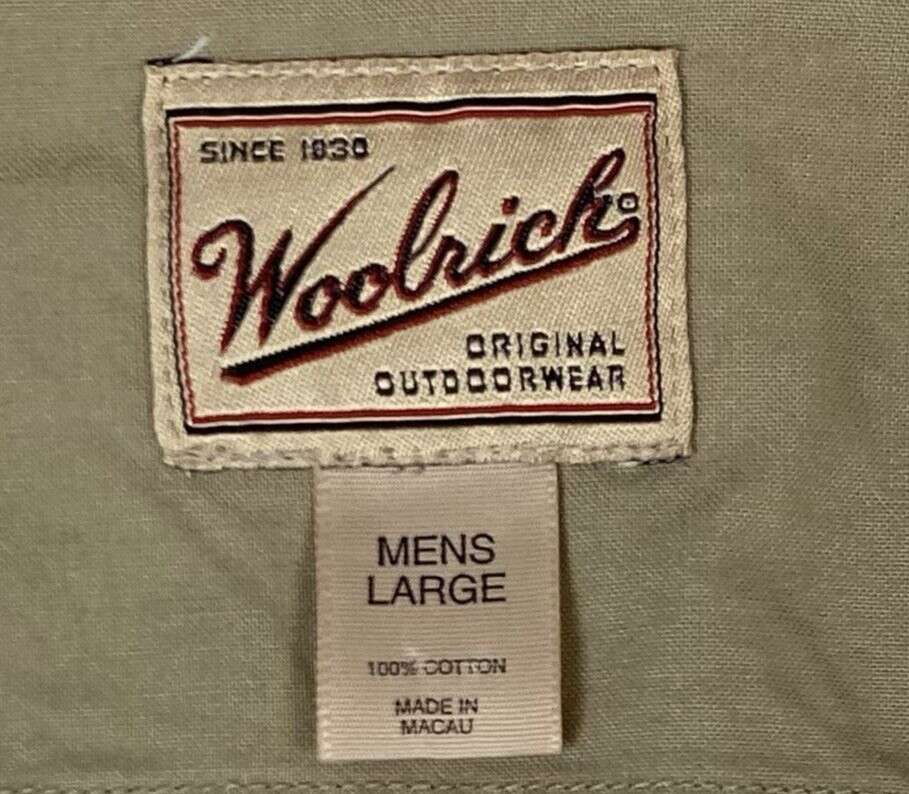 SINCE 1830
Woolrich
ORIGINAL
OUTDOORWEAR
MENS
LARGE
100% COTTON
MADE IN
MACAU